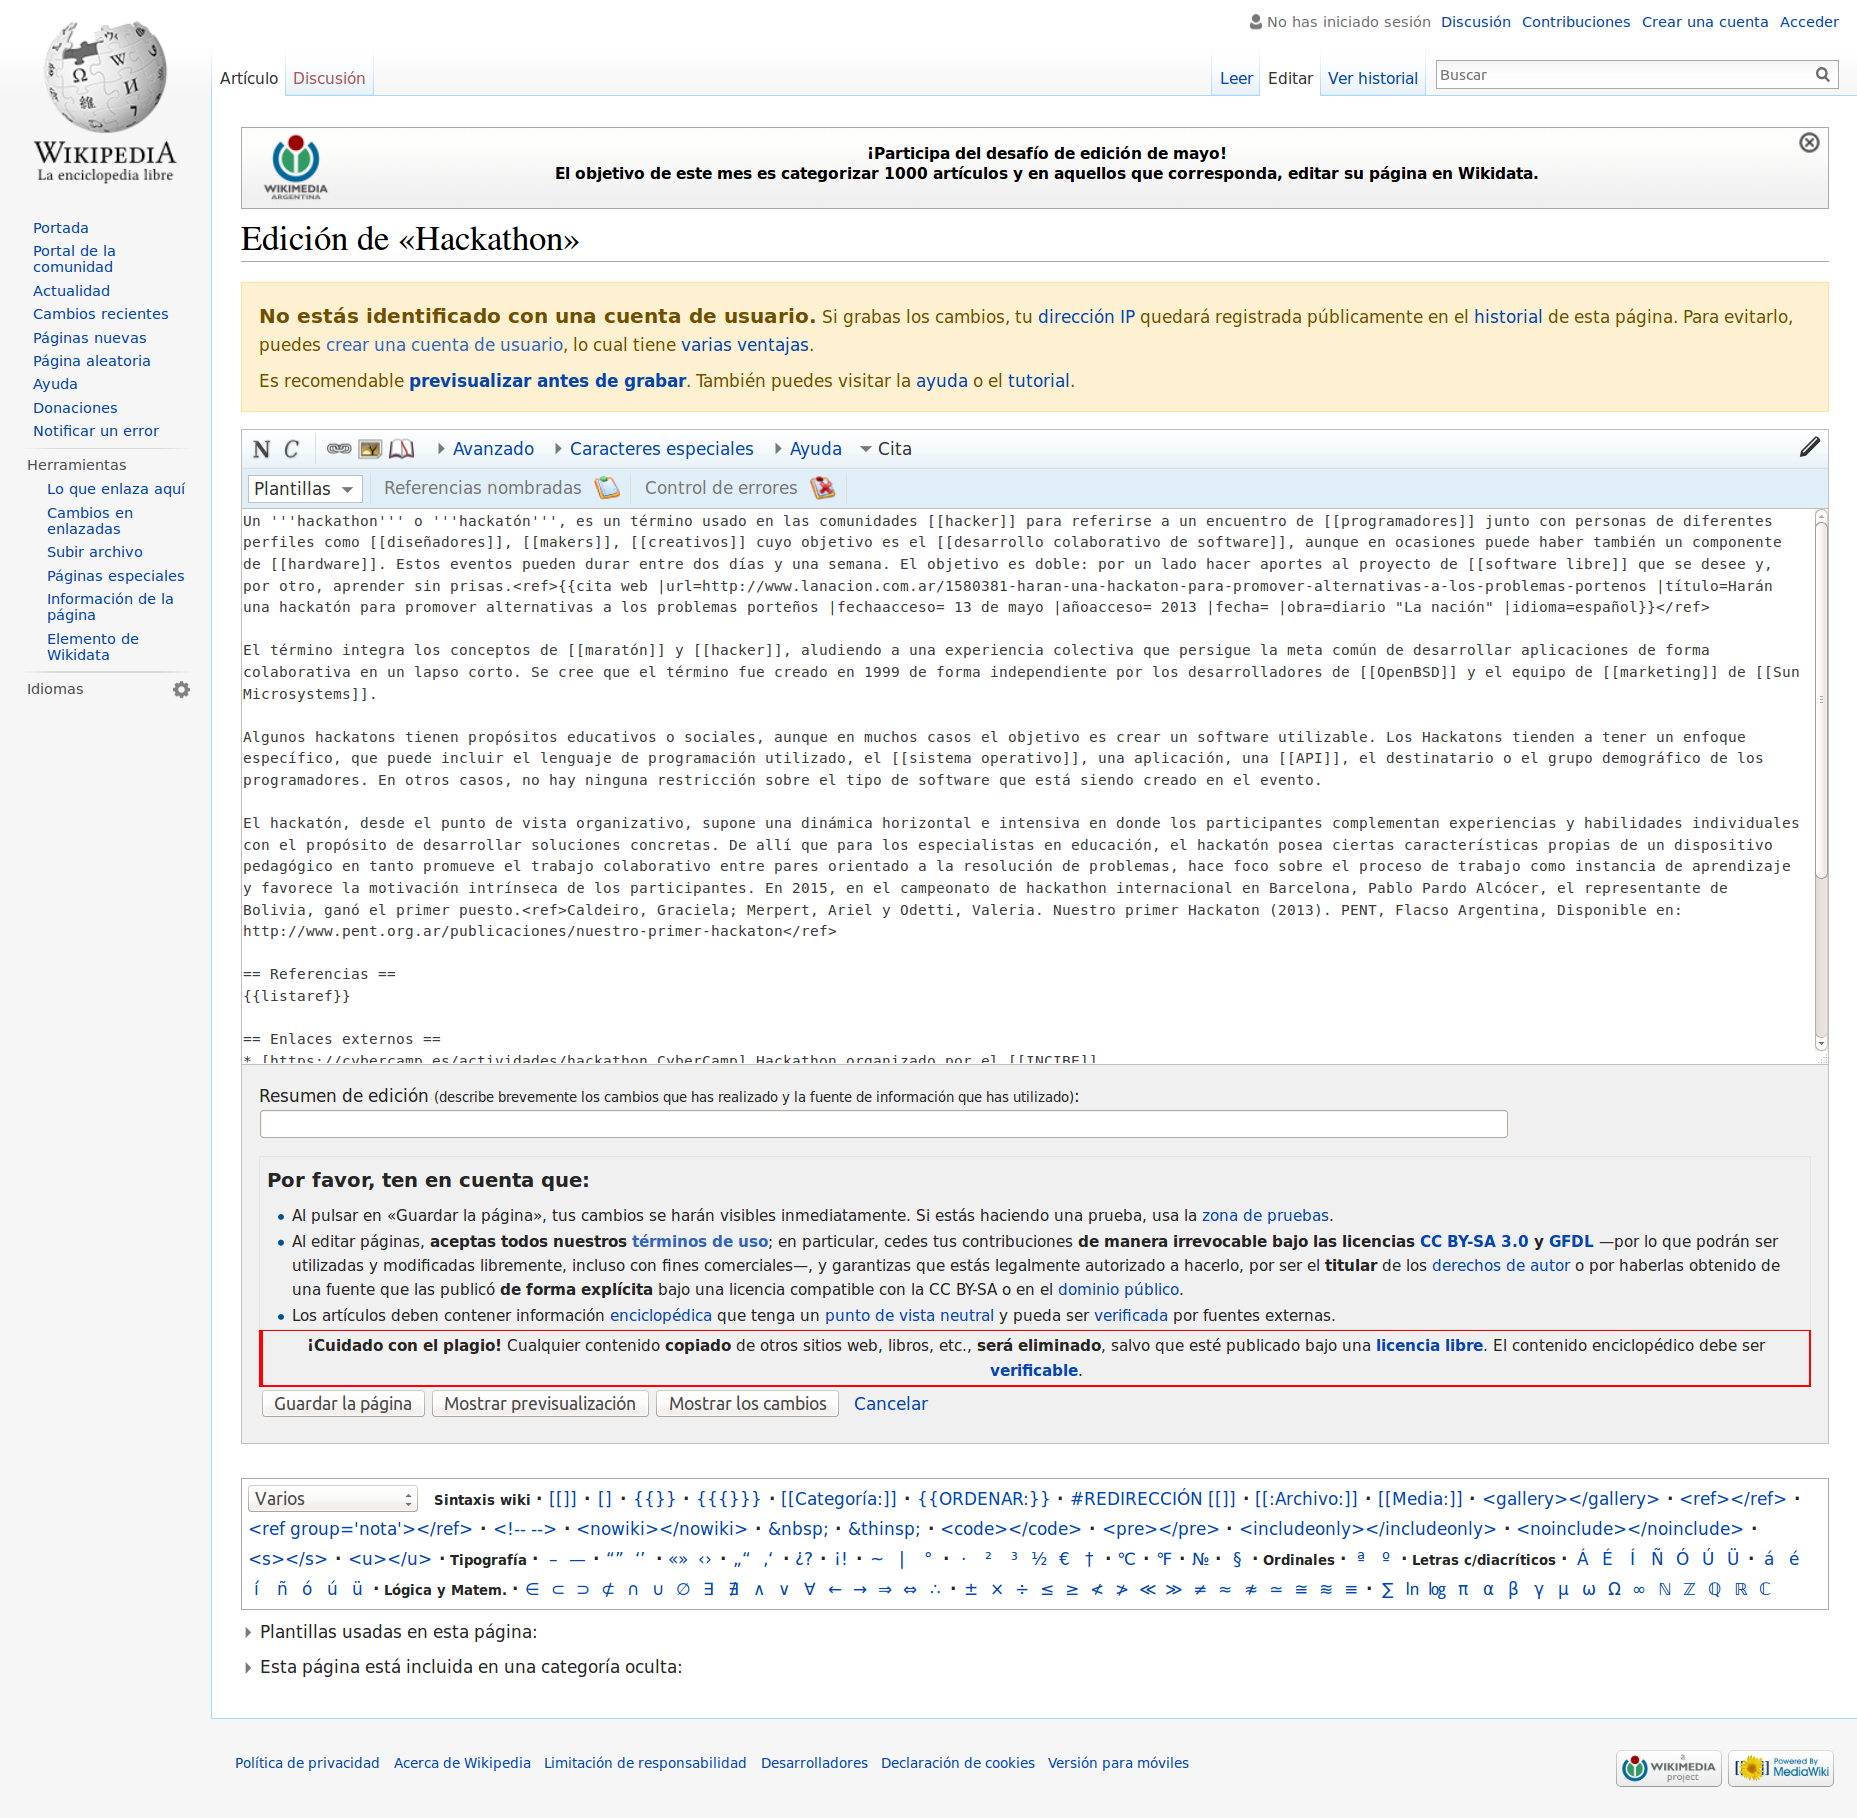 No has iniciado sesión Discusión Contribuciones Crear una cuenta Acceder
WIKIPEDIA
La enciclopedia libre
Artículo Discusión Leer Editar Ver historial Buscar
Portada
Portal de la
comunidad
Actualidad
Cambios recientes
Páginas nuevas
Página aleatoria
Ayuda
Donaciones
Notificar un error
Herramientas
Lo que enlaza aquí
Cambios en
enlazadas
Subir archivo
Páginas especiales
Información de la
página
Elemento de
Wikidata
Idiomas
WIKIMEDIA
ARGENTINA
¡Participa del desafío de edición de mayo!
El objetivo de este mes es categorizar 1000 artículos y en aquellos que corresponda, editar su página en Wikidata.
Edición de «Hackathon»
No estás identificado con una cuenta de usuario. Si grabas los cambios, tu dirección IP quedará registrada públicamente en el historial de esta página. Para evitarlo,
puedes crear una cuenta de usuario, lo cual tiene varias ventajas.
Es recomendable previsualizar antes de grabar. También puedes visitar la ayuda o el tutorial.
N C Avanzado Caracteres especiales Ayuda Cita
Plantillas Referencias nombradas Control de errores
Un '''hackathon''' o '''hackatón''', es un término usado en las comunidades [[hacker]] para referirse a un encuentro de [[programadores]] junto con personas de diferentes
perfiles como [[diseñadores]], [[makers]], [[creativos]] cuyo objetivo es el [[desarrollo colaborativo de software]], aunque en ocasiones puede haber también un componente
de [[hardware]]. Estos eventos pueden durar entre dos días y una semana. El objetivo es doble: por un lado hacer aportes al proyecto de [[software libre]] que se desee y,
por otro, aprender sin prisas.<ref>{{cita web |url=http://www.lanacion.com.ar/1580381-haran-una-hackaton-para-promover-alternativas-a-los-problemas-portenos |título=Harán
una hackatón para promover alternativas a los problemas porteños |fechaacceso= 13 de mayo |añoacceso= 2013 |fecha= |obra=diario "La nación" |idioma=español}}</ref>
El término integra los conceptos de [[maratón]] y [[hacker]], aludiendo a una experiencia colectiva que persigue la meta común de desarrollar aplicaciones de forma
colaborativa en un lapso corto. Se cree que el término fue creado en 1999 de forma independiente por los desarrolladores de [[OpenBSD]] y el equipo de [[marketing]] de [[Sun
Microsystems]].
Algunos hackatons tienen propósitos educativos o sociales, aunque en muchos casos el objetivo es crear un software utilizable. Los Hackatons tienden a tener un enfoque
específico, que puede incluir el lenguaje de programación utilizado, el [[sistema operativo]], una aplicación, una [[API]], el destinatario o el grupo demográfico de los
programadores. En otros casos, no hay ninguna restricción sobre el tipo de software que está siendo creado en el evento.
El hackatón, desde el punto de vista organizativo, supone una dinámica horizontal e intensiva en donde los participantes complementan experiencias y habilidades individuales
con el propósito de desarrollar soluciones concretas. De allí que para los especialistas en educación, el hackatón posea ciertas características propias de un dispositivo
pedagógico en tanto promueve el trabajo colaborativo entre pares orientado a la resolución de problemas, hace foco sobre el proceso de trabajo como instancia de aprendizaje
y favorece la motivación intrínseca de los participantes. En 2015, en el campeonato de hackathon internacional en Barcelona, Pablo Pardo Alcócer, el representante de
Bolivia, ganó el primer puesto.<ref>Caldeiro, Graciela; Merpert, Ariel y Odetti, Valeria. Nuestro primer Hackaton (2013). PENT, Flacso Argentina, Disponible en:
http://www.pent.org.ar/publicaciones/nuestro-primer-hackaton</ref>
== Referencias ==
{{listaref}}
== Enlaces externos ==
* [https://cybercamp.es/actividades/hackathon CyberCamp] Hackathon organizado por el [[INCIBE]]
Resumen de edición (describe brevemente los cambios que has realizado y la fuente de información que has utilizado):
Por favor, ten en cuenta que:
• Al pulsar en «Guardar la página», tus cambios se harán visibles inmediatamente. Si estás haciendo una prueba, usa la zona de pruebas.
• Al editar páginas, aceptas todos nuestros términos de uso; en particular, cedes tus contribuciones de manera irrevocable bajo las licencias CC BY-SA 3.0 y GFDL —por lo que podrán ser
utilizadas y modificadas libremente, incluso con fines comerciales—, y garantizas que estás legalmente autorizado a hacerlo, por ser el titular de los derechos de autor o por haberlas obtenido de
una fuente que las publicó de forma explícita bajo una licencia compatible con la CC BY-SA o en el dominio público.
• Los artículos deben contener información enciclopédica que tenga un punto de vista neutral y pueda ser verificada por fuentes externas.
¡Cuidado con el plagio! Cualquier contenido copiado de otros sitios web, libros, etc., será eliminado, salvo que esté publicado bajo una licencia libre. El contenido enciclopédico debe ser
verificable.
Guardar la página Mostrar previsualización Mostrar los cambios Cancelar
Varios Sintaxis wiki · [[]] · [] · {{}} · {{{}}} · [[Categoría:]] · {{ORDENAR:}} · #REDIRECCIÓN [[]] · [[:Archivo:]] · [[Media:]] · <gallery></gallery> · <ref></ref> ·
<ref group='nota'></ref> · <!-- --> · <nowiki></nowiki> · &nbsp; · &thinsp; · <code></code> · <pre></pre> · <includeonly></includeonly> · <noinclude></noinclude> ·
<s></s> · <u></u> · Tipografía · – — · “” ‘’ · «» ‹› · „“ ‚‘ · ¿? · ¡! · ~ | ° · · ² ³ ½ € † · ℃ · ℉ · № · § · Ordinales · ª º · Letras c/diacríticos · Á É Í Ñ Ó Ú Ü · á é
í ñ ó ú ü · Lógica y Matem. · ∈ ⊂ ⊃ ⊄ ∩ ∪ ∅ ∃ ∄ ∧ ∨ ∀ ← → ⇒ ⇔ ∴ · ± × ÷ ≤ ≥ ≮ ≯ ≪ ≫ ≠ ≈ ≉ ≃ ≅ ≋ ≡ · ∑ ㏑ ㏒ π α β γ μ ω Ω ∞ ℕ ℤ ℚ ℝ ℂ
Plantillas usadas en esta página:
Esta página está incluida en una categoría oculta:
Política de privacidad Acerca de Wikipedia Limitación de responsabilidad Desarrolladores Declaración de cookies Versión para móviles
a WIKIMEDIA project
Powered By MediaWiki